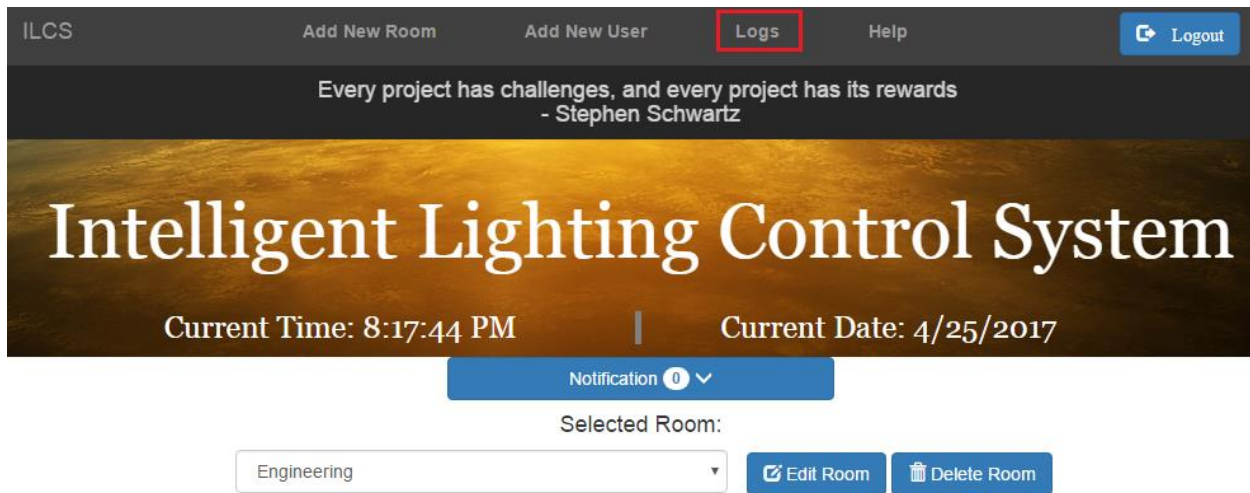 ILCS Add New Room Add New User Logs Help Logout
Every project has challenges, and every project has its rewards
- Stephen Schwartz
Intelligent Lighting Control System
Current Time: 8:17:44 PM | Current Date: 4/25/2017
Notification 0
Selected Room:
Engineering Edit Room Delete Room